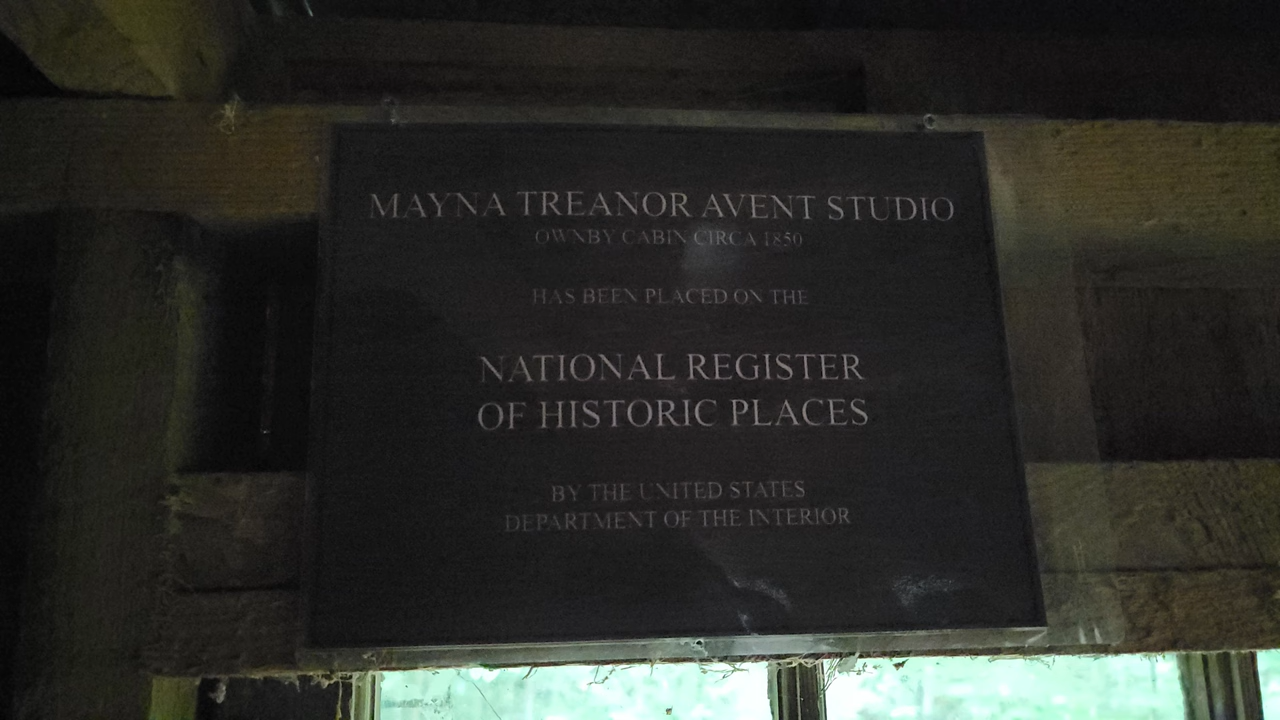 MAYNA TREANOR AVENT STUDIO
OWNBY CABIN CIRCA 1850
HAS BEEN PLACED ON THE
NATIONAL REGISTER
OF HISTORIC PLACES
BY THE UNITED STATES
DEPARTMENT OF THE INTERIOR